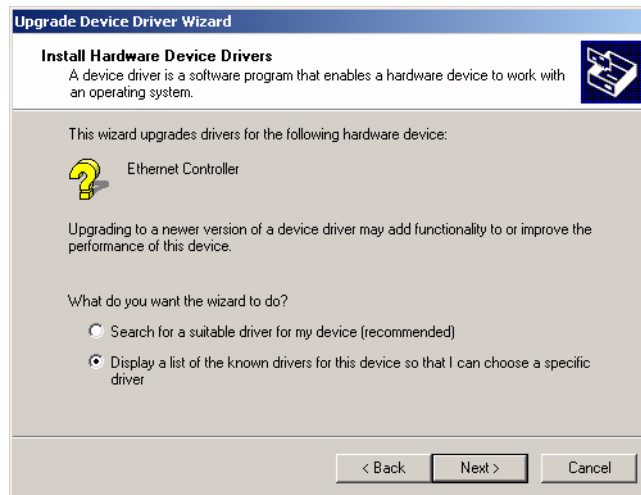 Upgrade Device Driver Wizard
Install Hardware Device Drivers
A device driver is a software program that enables a hardware device to work with
an operating system.
This wizard upgrades drivers for the following hardware device:
Ethernet Controller
Upgrading to a newer version of a device driver may add functionality to or improve the
performance of this device.
What do you want the wizard to do?
Search for a suitable driver for my device (recommended)
Display a list of the known drivers for this device so that I can choose a specific
driver
< Back
Next >
Cancel